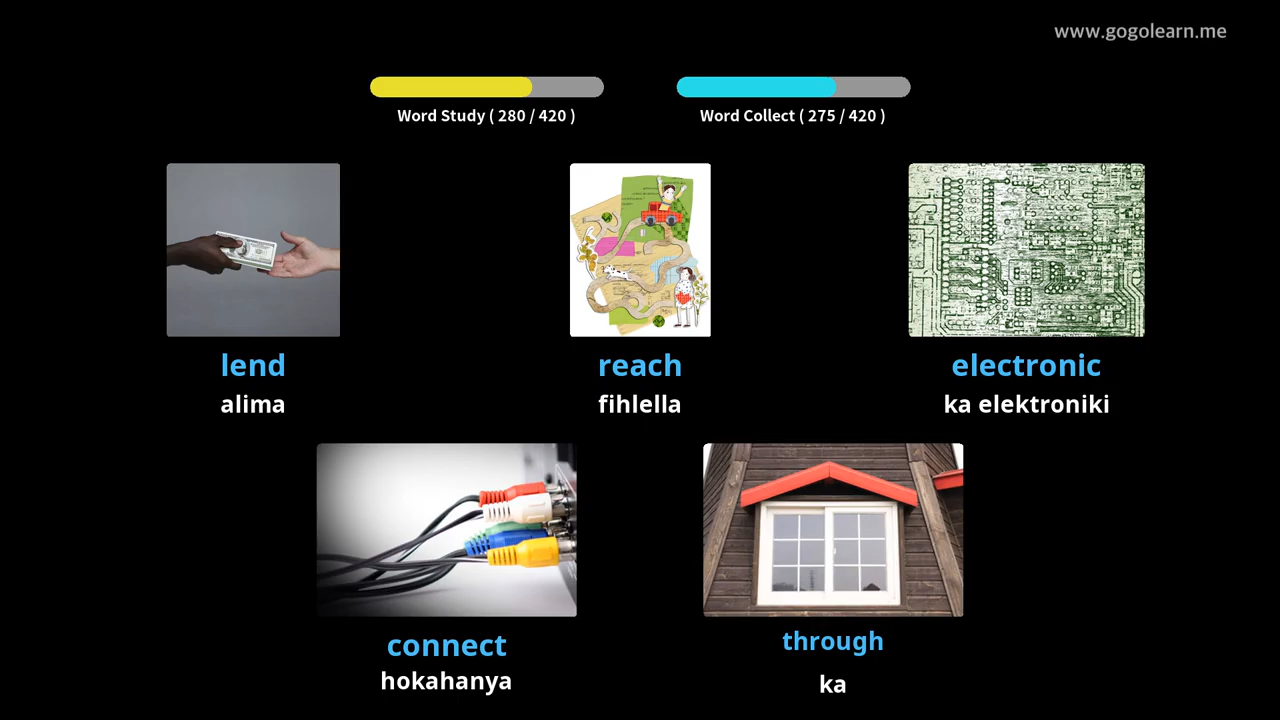 www.gogolearn.me
Word Study ( 280 / 420 )
Word Collect ( 275 / 420 )
lend
alima
reach
fihlella
electronic
ka elektroniki
connect
hokahanya
through
ka